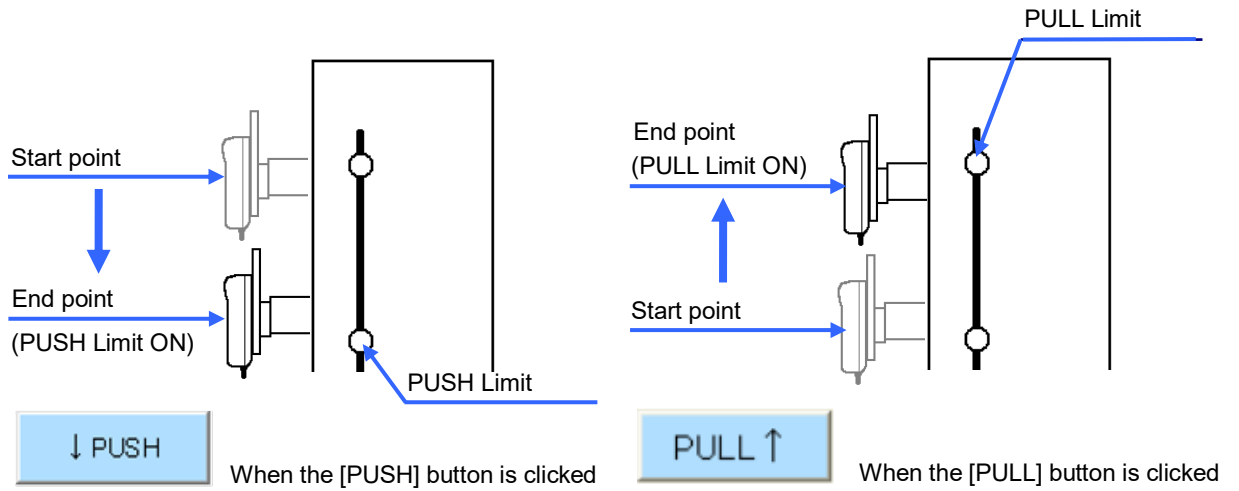 Start point
End point
(PUSH Limit ON)
PUSH Limit
↓ PUSH
When the [PUSH] button is clicked
PULL Limit
End point
(PULL Limit ON)
Start point
PULL ↑
When the [PULL] button is clicked